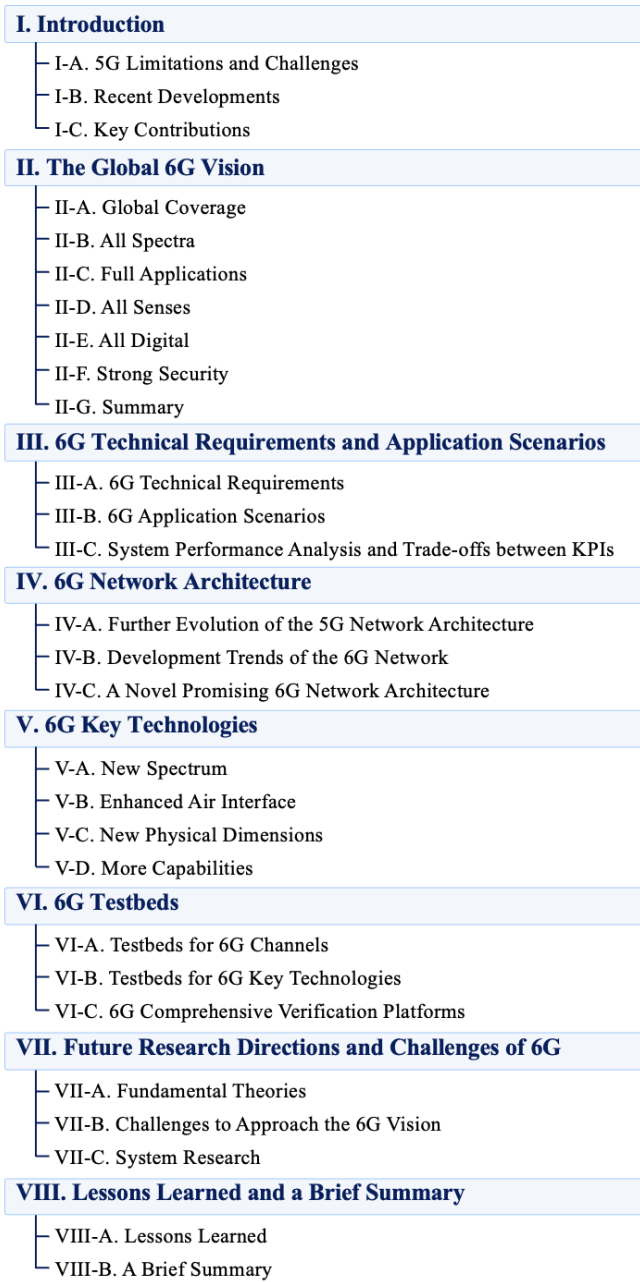 I. Introduction
I-A. 5G Limitations and Challenges
I-B. Recent Developments
I-C. Key Contributions
II. The Global 6G Vision
II-A. Global Coverage
II-B. All Spectra
II-C. Full Applications
II-D. All Senses
II-E. All Digital
II-F. Strong Security
II-G. Summary
III. 6G Technical Requirements and Application Scenarios
III-A. 6G Technical Requirements
III-B. 6G Application Scenarios
III-C. System Performance Analysis and Trade-offs between KPIs
IV. 6G Network Architecture
IV-A. Further Evolution of the 5G Network Architecture
IV-B. Development Trends of the 6G Network
IV-C. A Novel Promising 6G Network Architecture
V. 6G Key Technologies
V-A. New Spectrum
V-B. Enhanced Air Interface
V-C. New Physical Dimensions
V-D. More Capabilities
VI. 6G Testbeds
VI-A. Testbeds for 6G Channels
VI-B. Testbeds for 6G Key Technologies
VI-C. 6G Comprehensive Verification Platforms
VII. Future Research Directions and Challenges of 6G
VII-A. Fundamental Theories
VII-B. Challenges to Approach the 6G Vision
VII-C. System Research
VIII. Lessons Learned and a Brief Summary
VIII-A. Lessons Learned
VIII-B. A Brief Summary